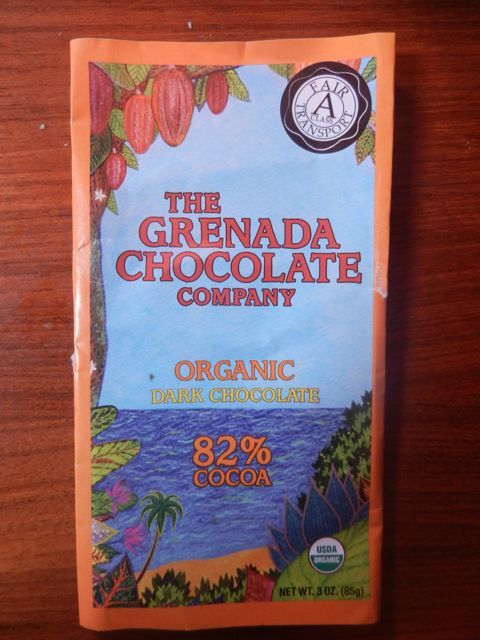 FAIR
A
CLASS
TRANSPORT
THE
GRENADA
CHOCOLATE
COMPANY
ORGANIC
DARK CHOCOLATE
82%
COCOA
USDA
ORGANIC
NET WT. 3 OZ. (85g)